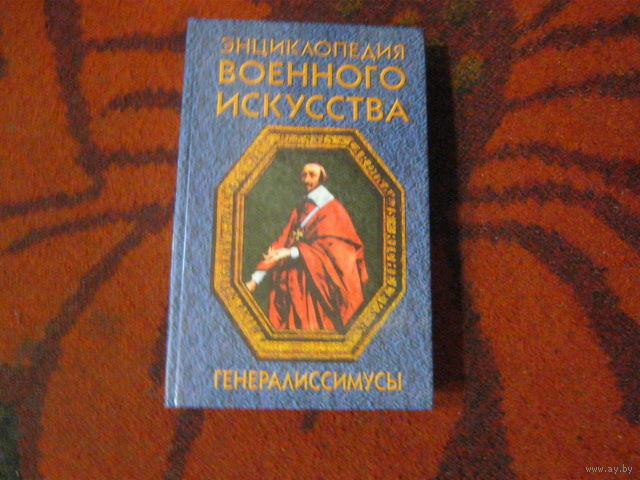 ЭНЦИКЛОПЕДИЯ
ВОЕННОГО
ИСКУССТВА
ГЕНЕРАЛИССИМУСЫ
www.ay.by